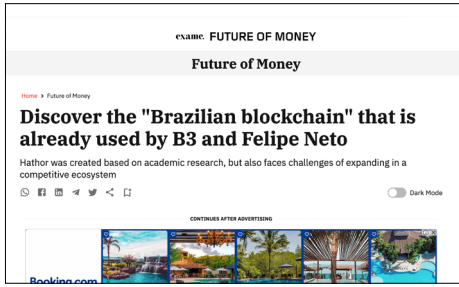 exame. FUTURE OF MONEY
Future of Money
Home > Future of Money
Discover the "Brazilian blockchain" that is
already used by B3 and Felipe Neto
Hathor was created based on academic research, but also faces challenges of expanding in a
competitive ecosystem
Dark Mode
CONTINUES AFTER ADVERTISING
Booking.com